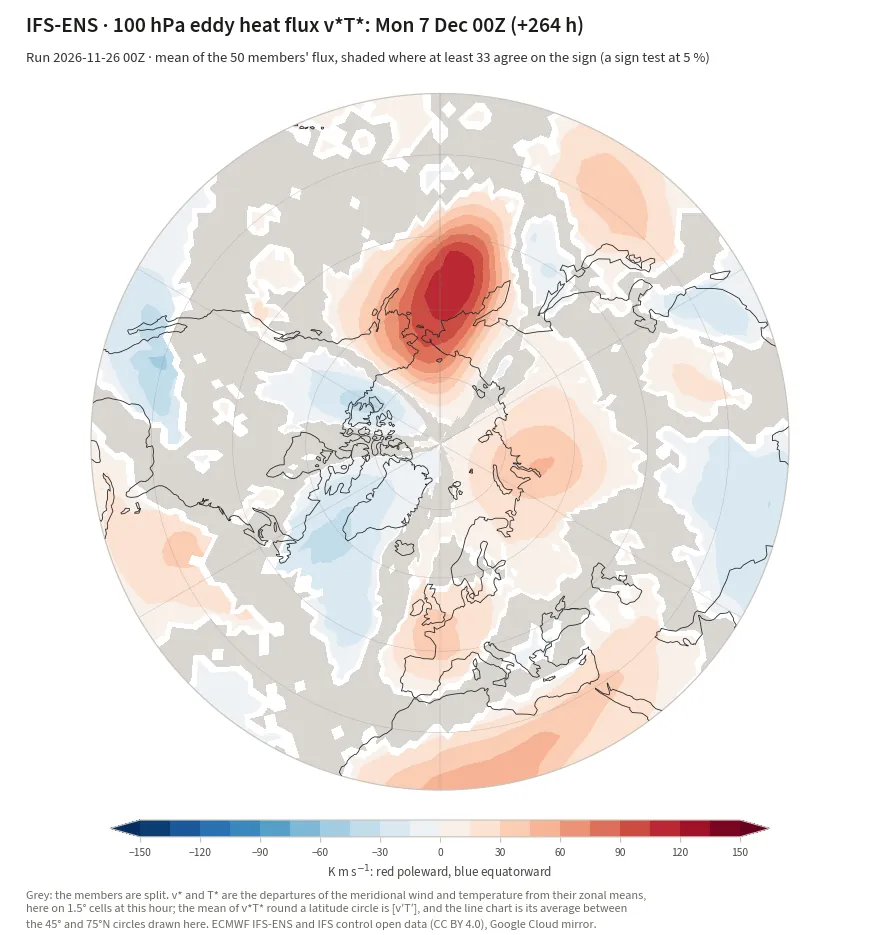 IFS-ENS · 100 hPa eddy heat flux v*T*: Mon 7 Dec 00Z (+264 h)
Run 2026-11-26 00Z · mean of the 50 members' flux, shaded where at least 33 agree on the sign (a sign test at 5 %)
−150 −120 −90 −60 −30 0 30 60 90 120 150
K m s⁻¹: red poleward, blue equatorward
Grey: the members are split. v* and T* are the departures of the meridional wind and temperature from their zonal means,
here on 1.5° cells at this hour; the mean of v*T* round a latitude circle is [v'T'], and the line chart is its average between
the 45° and 75°N circles drawn here. ECMWF IFS-ENS and IFS control open data (CC BY 4.0), Google Cloud mirror.